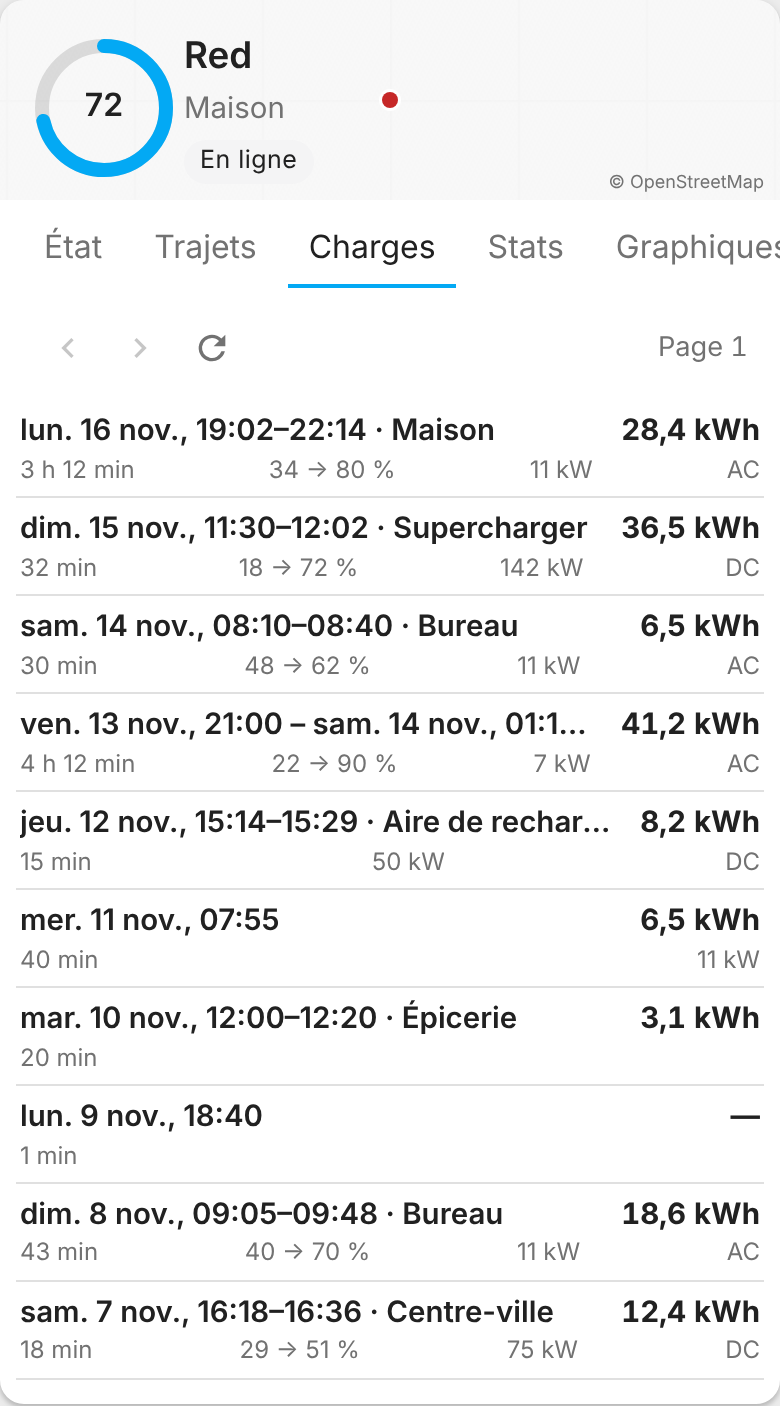 72
Red
Maison
En ligne
© OpenStreetMap
État Trajets Charges Stats Graphiques
Page 1
lun. 16 nov., 19:02–22:14 · Maison 28,4 kWh
3 h 12 min 34 → 80 % 11 kW AC
dim. 15 nov., 11:30–12:02 · Supercharger 36,5 kWh
32 min 18 → 72 % 142 kW DC
sam. 14 nov., 08:10–08:40 · Bureau 6,5 kWh
30 min 48 → 62 % 11 kW AC
ven. 13 nov., 21:00 – sam. 14 nov., 01:1… 41,2 kWh
4 h 12 min 22 → 90 % 7 kW AC
jeu. 12 nov., 15:14–15:29 · Aire de rechar… 8,2 kWh
15 min 50 kW DC
mer. 11 nov., 07:55 6,5 kWh
40 min 11 kW
mar. 10 nov., 12:00–12:20 · Épicerie 3,1 kWh
20 min
lun. 9 nov., 18:40 —
1 min
dim. 8 nov., 09:05–09:48 · Bureau 18,6 kWh
43 min 40 → 70 % 11 kW AC
sam. 7 nov., 16:18–16:36 · Centre-ville 12,4 kWh
18 min 29 → 51 % 75 kW DC